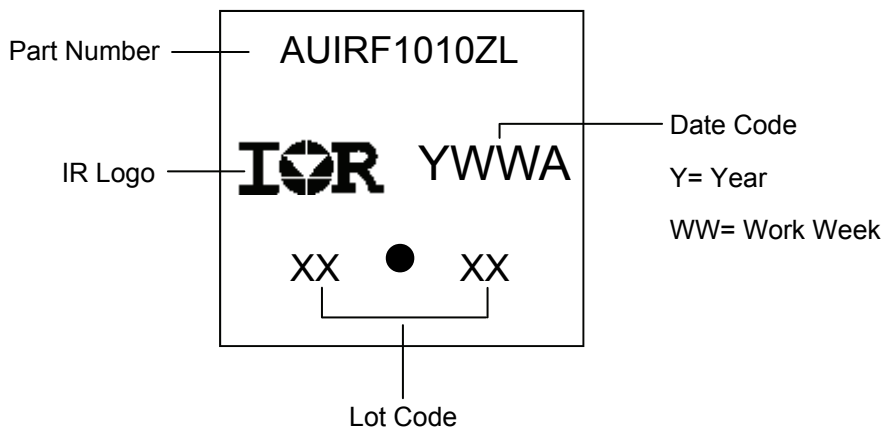 Part Number
AUIRF1010ZL
IR Logo
IOR
YWWA
Date Code
Y= Year
WW= Work Week
XX XX
Lot Code